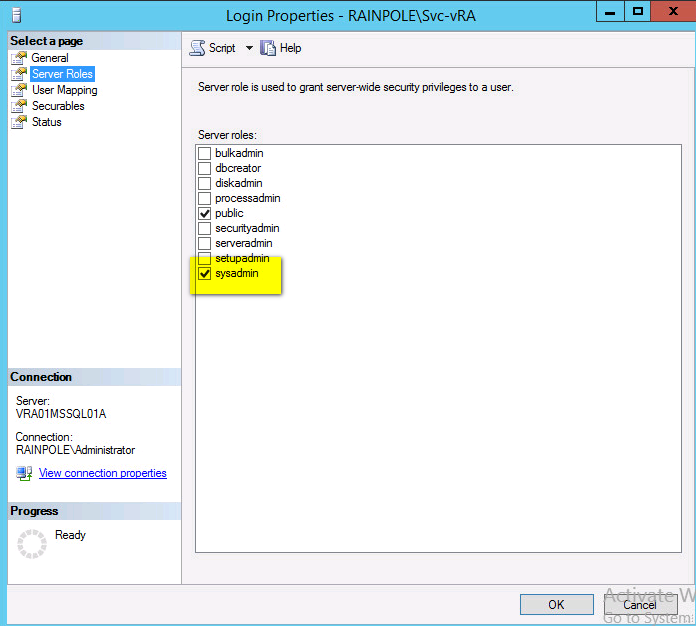 Login Properties - RAINPOLE\Svc-vRA
X
Select a page
General
Server Roles
User Mapping
Securables
Status
Script
Help
Server role is used to grant server-wide security privileges to a user.
Server roles:
bulkadmin
dbcreator
diskadmin
processadmin
public
securityadmin
serveradmin
setupadmin
sysadmin
Connection
Server:
VRA01MSSQL01A
Connection:
RAINPOLE\Administrator
View connection properties
Progress
Ready
OK
Cancel
Activate W
Go to System